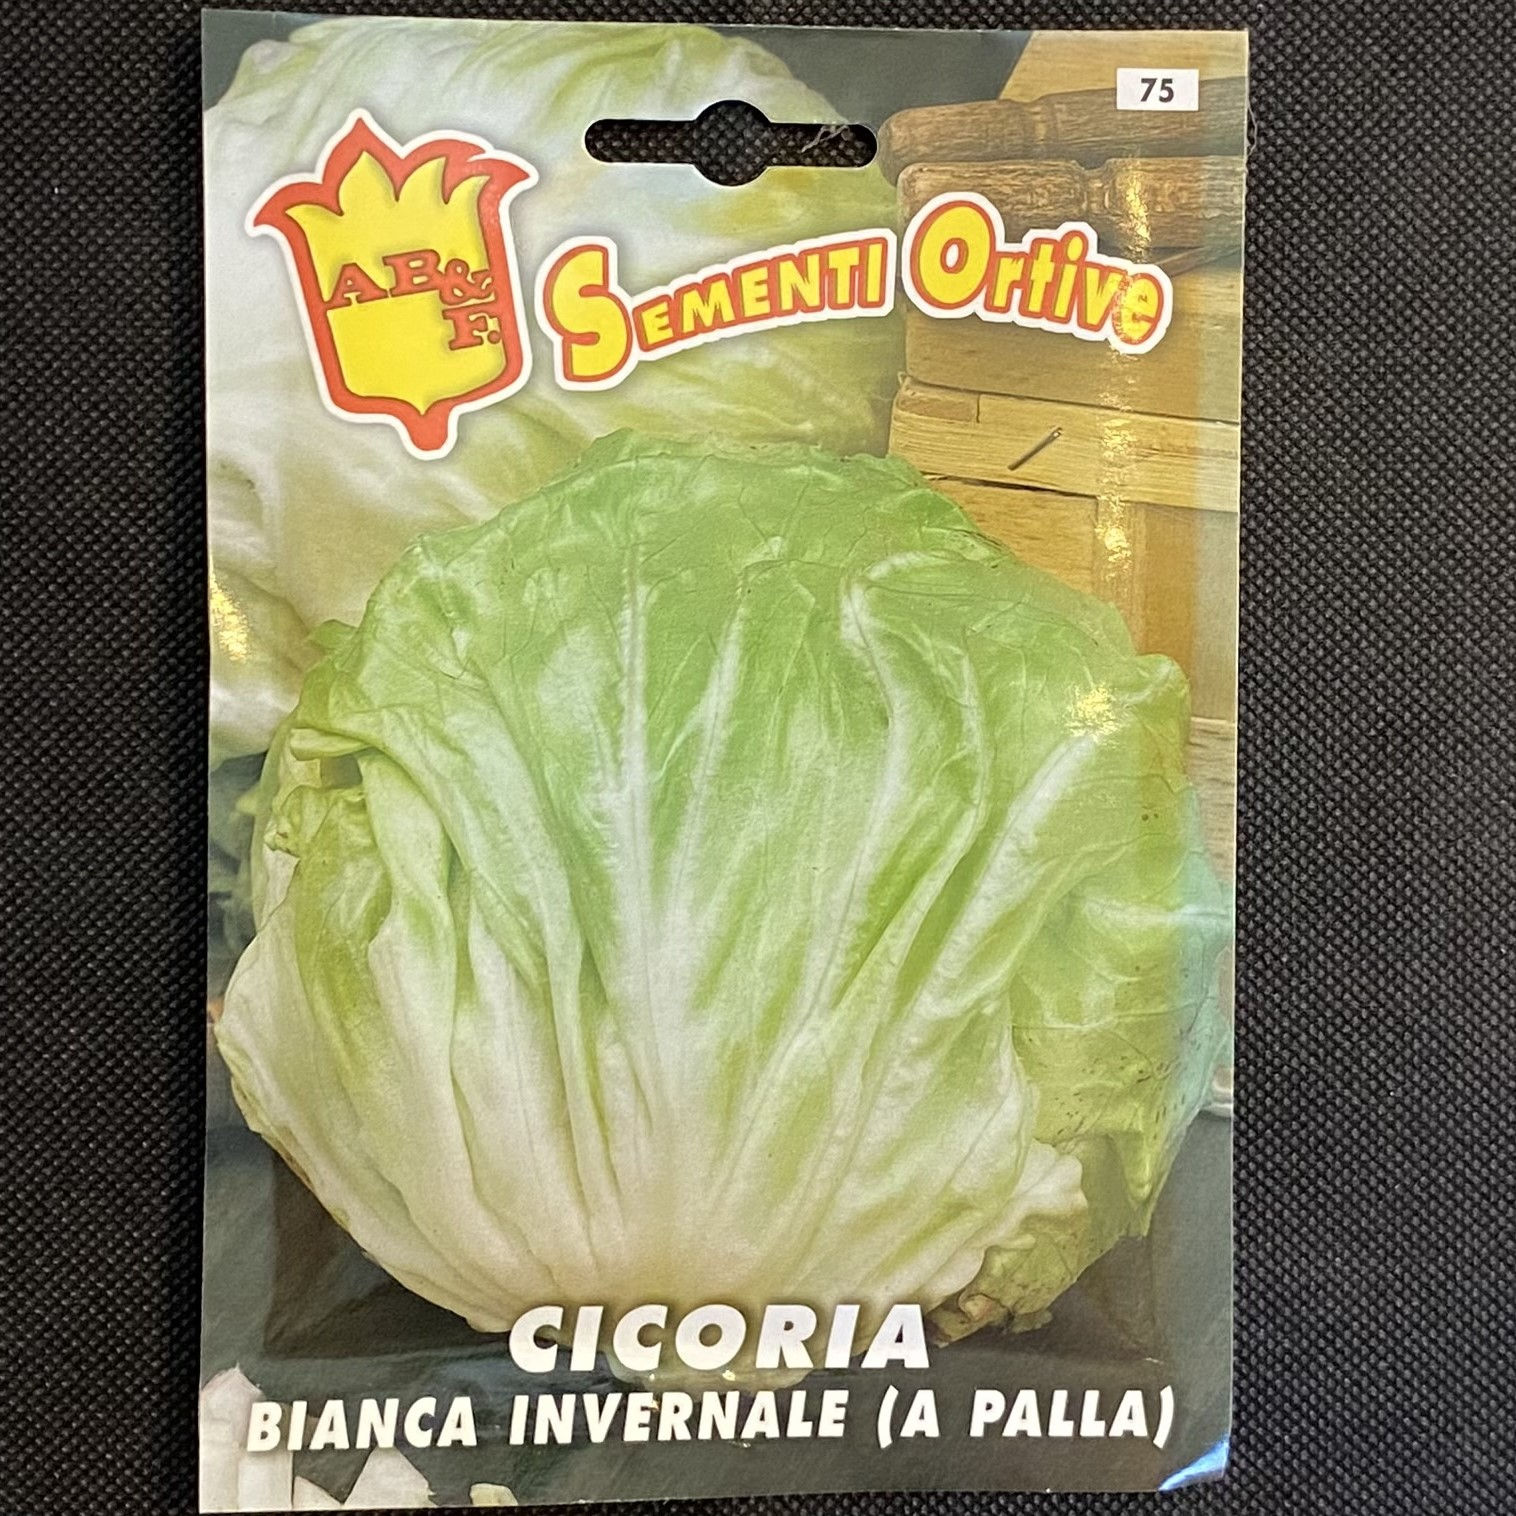 75
AB&
F.
SEMENTI ORTIVE
CICORIA
BIANCA INVERNALE (A PALLA)